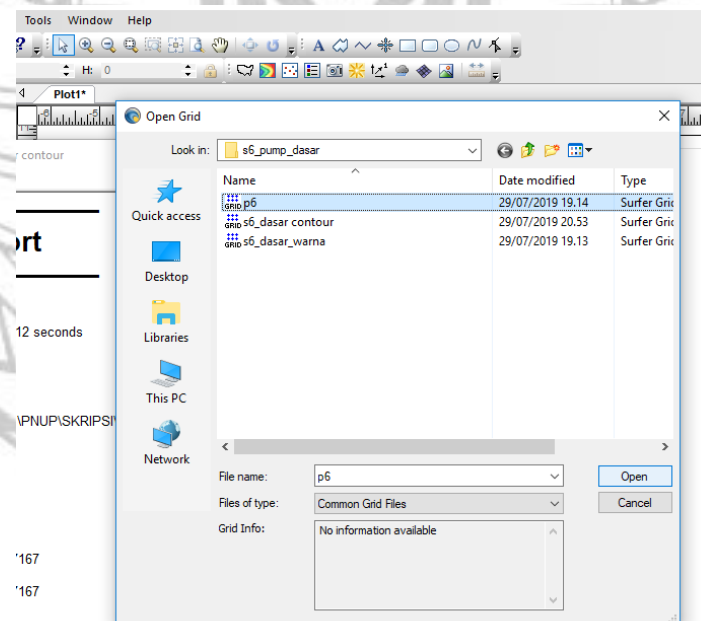 Tools Window Help
H: 0
Plot1*
Open Grid
contour
Look in: s6_pump_dasar
Name Date modified Type
Quick access
GRID p6 29/07/2019 19.14 Surfer Gric
GRID s6_dasar contour 29/07/2019 20.53 Surfer Gric
GRID s6_dasar_warna 29/07/2019 19.13 Surfer Gric
ort
Desktop
12 seconds
Libraries
This PC
\PNUP\SKRIPSI\
Network
File name: p6 Open
Files of type: Common Grid Files Cancel
Grid Info: No information available
'167
'167